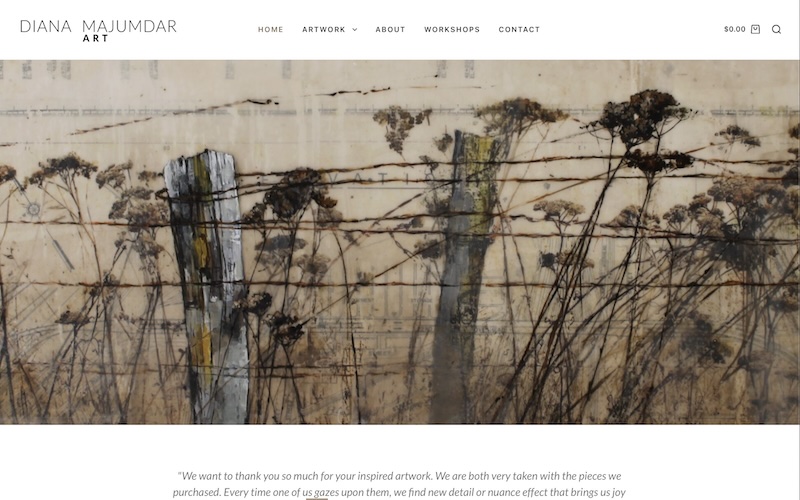 DIANA MAJUMDAR
ART
HOME ARTWORK ABOUT WORKSHOPS CONTACT
$0.00
"We want to thank you so much for your inspired artwork. We are both very taken with the pieces we
purchased. Every time one of us gazes upon them, we find new detail or nuance effect that brings us joy